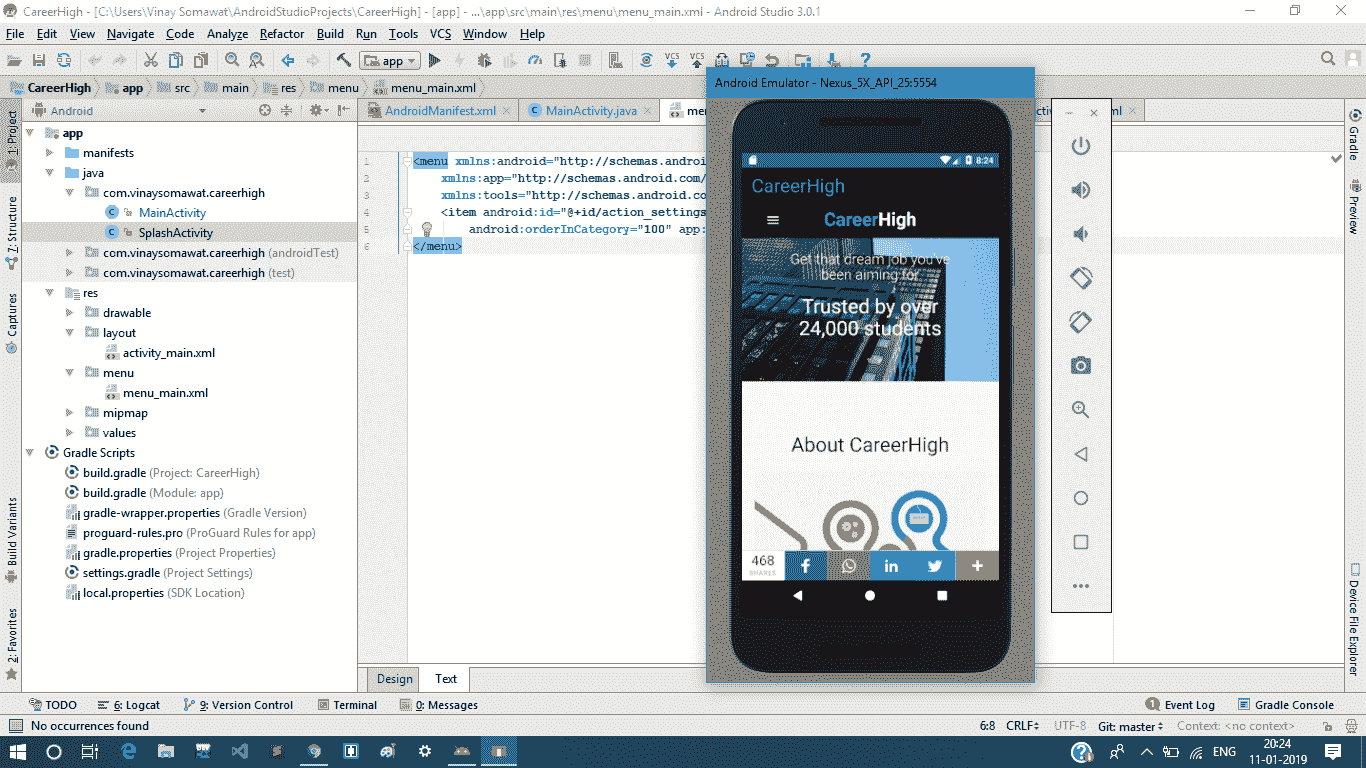 CareerHigh - [C:\Users\Vinay Somawat\AndroidStudioProjects\CareerHigh] - [app] - ...\app\src\main\res\menu\menu_main.xml - Android Studio 3.0.1
File Edit View Navigate Code Analyze Refactor Build Run Tools VCS Window Help
app VCS VCS
CareerHigh app src main res menu menu_main.xml
Android Emulator - Nexus_5X_API_25:5554
Android
AndroidManifest.xml
MainActivity.java
1: Project
Z: Structure
Captures
Build Variants
2: Favorites
app
manifests
java
com.vinaysomawat.careerhigh
MainActivity
SplashActivity
com.vinaysomawat.careerhigh (androidTest)
com.vinaysomawat.careerhigh (test)
res
drawable
layout
activity_main.xml
menu
menu_main.xml
mipmap
values
Gradle Scripts
build.gradle (Project: CareerHigh)
build.gradle (Module: app)
gradle-wrapper.properties (Gradle Version)
proguard-rules.pro (ProGuard Rules for app)
gradle.properties (Project Properties)
settings.gradle (Project Settings)
local.properties (SDK Location)
1 <menu xmlns:android="http://schemas.androi
2 xmlns:app="http://schemas.android.com/
3 xmlns:tools="http://schemas.android.co
4 <item android:id="@+id/action_settings
5 android:orderInCategory="100" app:
6 </menu>
8:24
CareerHigh
CareerHigh
Get that dream job you've
been aiming for
Trusted by over
24,000 students
About CareerHigh
468
SHARES
Gradle
Preview
Device File Explorer
Design Text
TODO 6: Logcat 9: Version Control Terminal 0: Messages Event Log Gradle Console
No occurrences found 6:8 CRLF UTF-8 Git: master Context: <no context>
ENG 20:24
11-01-2019